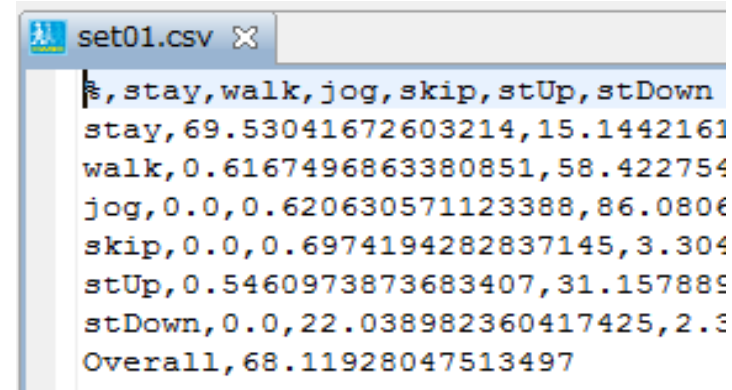 set01.csv
%,stay,walk,jog,skip,stUp,stDown
stay,69.53041672603214,15.1442161
walk,0.6167496863380851,58.422754
jog,0.0,0.620630571123388,86.0806
skip,0.0,0.6974194282837145,3.304
stUp,0.5460973873683407,31.157889
stDown,0.0,22.038982360417425,2.3
Overall,68.11928047513497